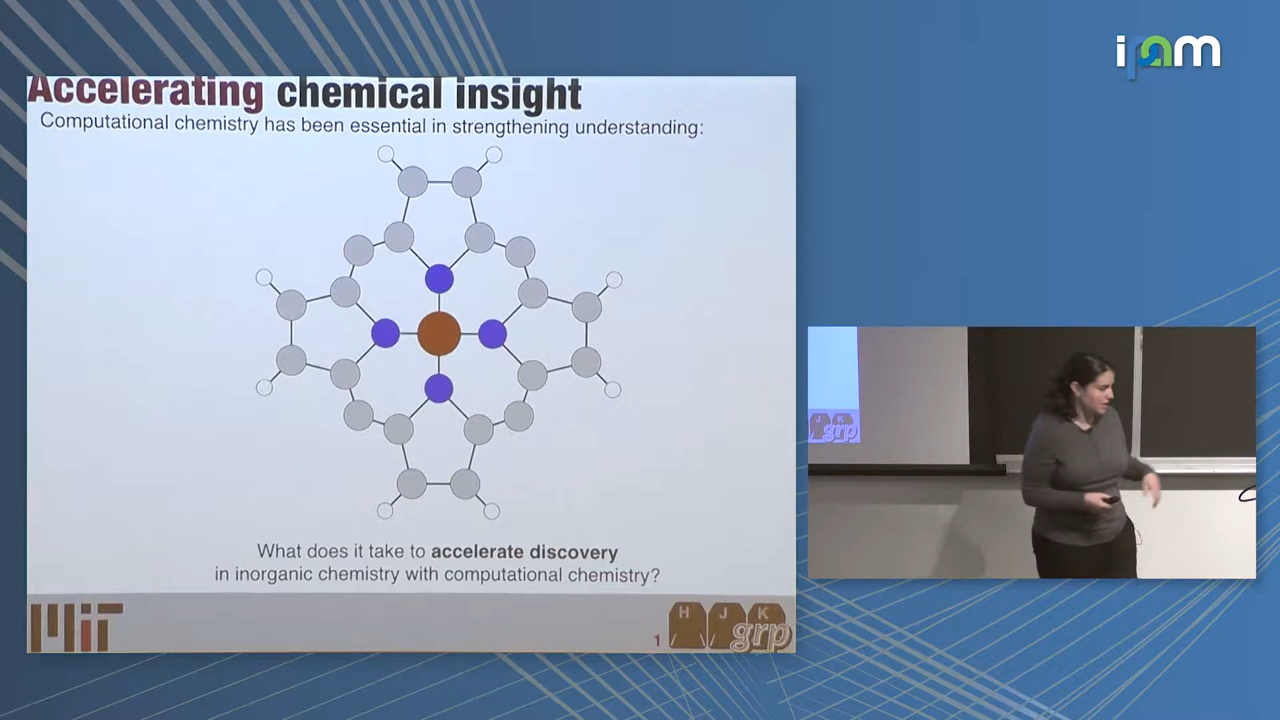 ipam
Accelerating chemical insight
Computational chemistry has been essential in strengthening understanding:
What does it take to accelerate discovery
in inorganic chemistry with computational chemistry?
MIT
1
H J K
grp
J K
grp